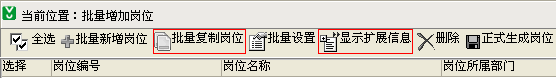 当前位置：批量增加岗位
全选 批量新增岗位 批量复制岗位 批量设置 显示扩展信息 删除 正式生成岗位
选择 岗位编号 岗位名称 岗位所属部门